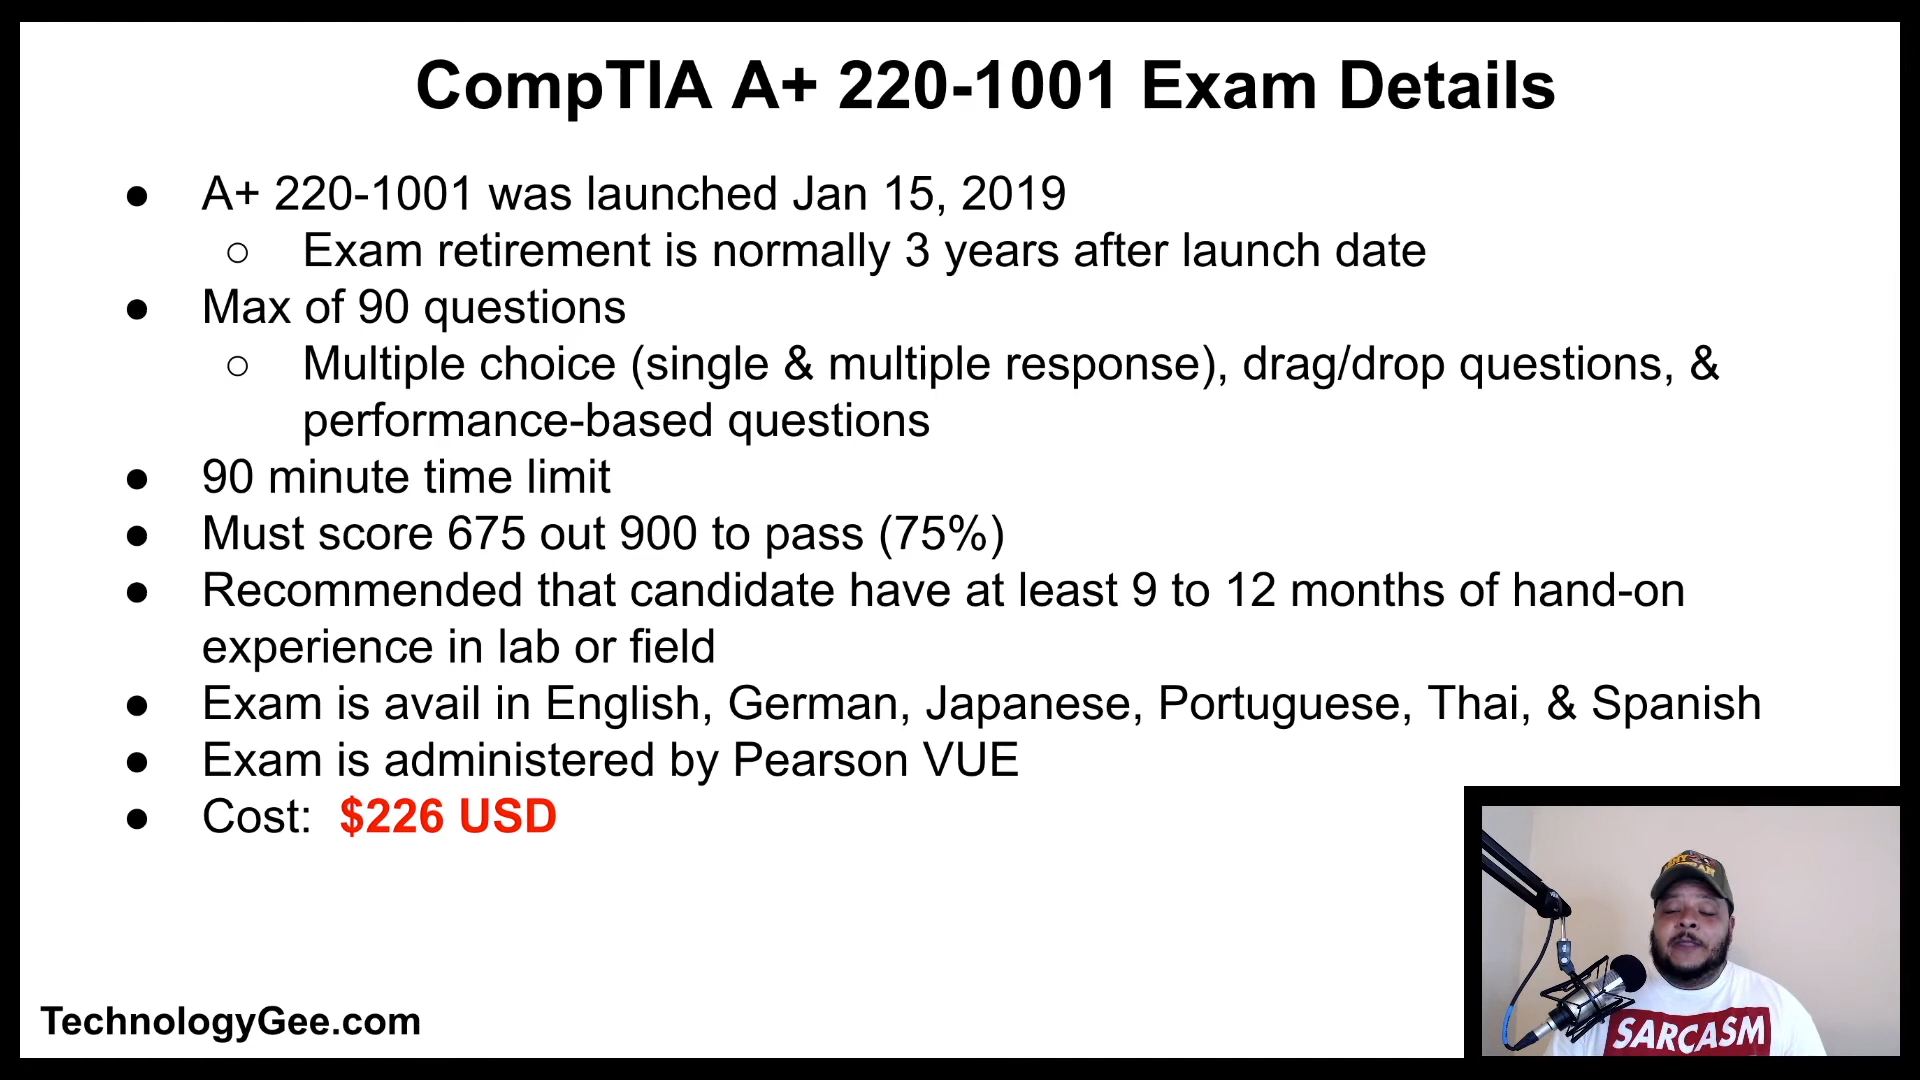 CompTIA A+ 220-1001 Exam Details
● A+ 220-1001 was launched Jan 15, 2019
○ Exam retirement is normally 3 years after launch date
● Max of 90 questions
○ Multiple choice (single & multiple response), drag/drop questions, &
performance-based questions
● 90 minute time limit
● Must score 675 out 900 to pass (75%)
● Recommended that candidate have at least 9 to 12 months of hand-on
experience in lab or field
● Exam is avail in English, German, Japanese, Portuguese, Thai, & Spanish
● Exam is administered by Pearson VUE
● Cost: $226 USD
TechnologyGee.com
SARCASM